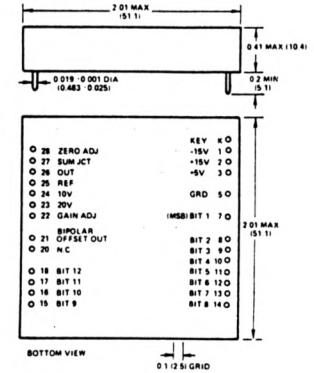 2.01 MAX
(51.1)
0.41 MAX (10.4)
0.019 ·0.001 DIA
(0.483 ·0.025)
0.2 MIN
(5.1)
KEY K
-15V 1
+15V 2
+5V 3
GRD 5
(MSB) BIT 1 7
BIT 2 8
BIT 3 9
BIT 4 10
BIT 5 11
BIT 6 12
BIT 7 13
BIT 8 14
28 ZERO ADJ
27 SUM JCT
26 OUT
25 REF
24 10V
23 20V
22 GAIN ADJ
BIPOLAR
21 OFFSET OUT
20 N.C
18 BIT 12
17 BIT 11
16 BIT 10
15 BIT 9
2.01 MAX
(51.1)
BOTTOM VIEW
0.1 (2.5) GRID